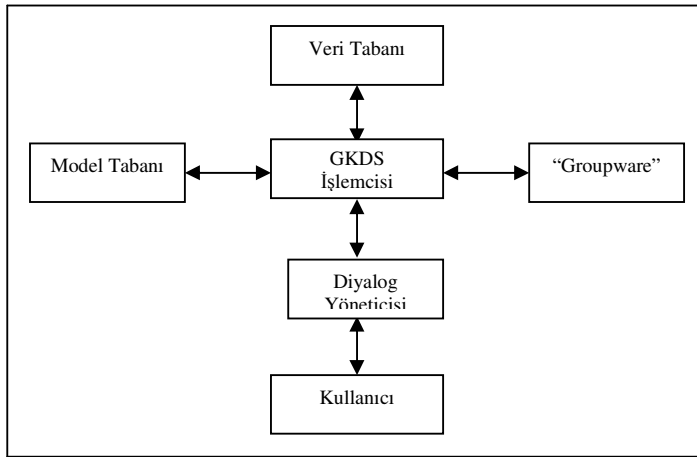 Veri Tabanı
Model Tabanı
GKDS
İşlemcisi
“Groupware”
Diyalog
Yöneticisi
Kullanıcı